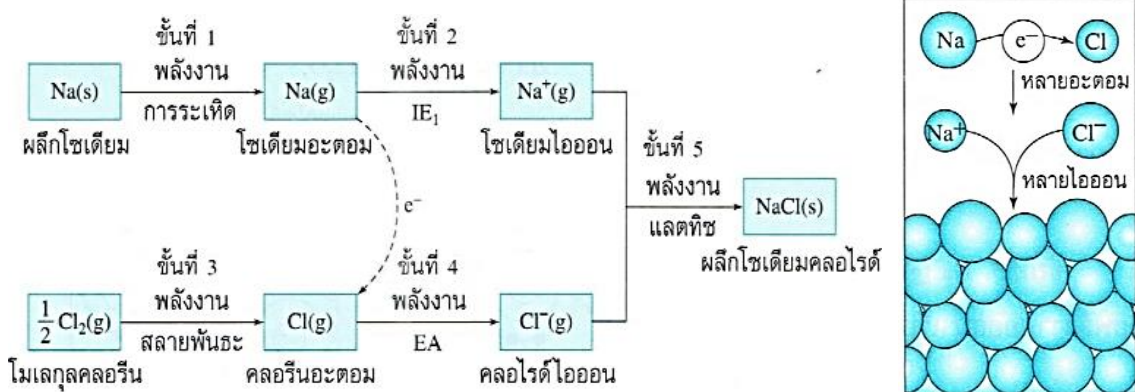 ขั้นที่ 1
พลังงาน
Na(s)
การระเหิด
ผลึกโซเดียม
Na(g)
โซเดียมอะตอม
ขั้นที่ 2
พลังงาน
IE₁
Na⁺(g)
โซเดียมไอออน
e⁻
ขั้นที่ 3
พลังงาน
½ Cl₂(g)
สลายพันธะ
โมเลกุลคลอรีน
Cl(g)
คลอรีนอะตอม
ขั้นที่ 4
พลังงาน
EA
Cl⁻(g)
คลอไรด์ไอออน
ขั้นที่ 5
พลังงาน
แลตทิซ
NaCl(s)
ผลึกโซเดียมคลอไรด์
Na e⁻ Cl
หลายอะตอม
Na⁺ Cl⁻
หลายไอออน